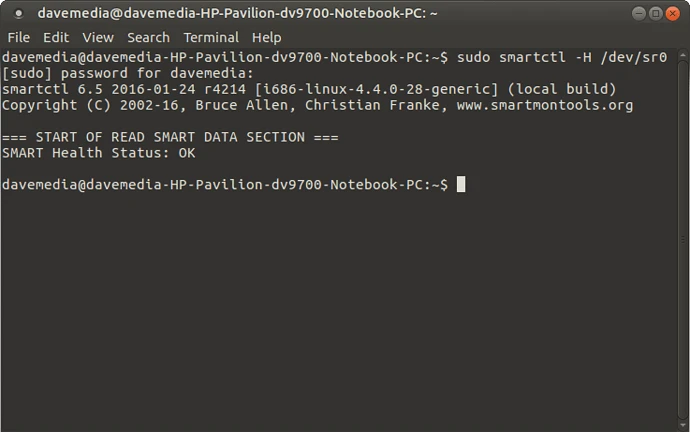 davemedia@davemedia-HP-Pavilion-dv9700-Notebook-PC: ~
File Edit View Search Terminal Help
davemedia@davemedia-HP-Pavilion-dv9700-Notebook-PC:~$ sudo smartctl -H /dev/sr0
[sudo] password for davemedia:
smartctl 6.5 2016-01-24 r4214 [i686-linux-4.4.0-28-generic] (local build)
Copyright (C) 2002-16, Bruce Allen, Christian Franke, www.smartmontools.org
=== START OF READ SMART DATA SECTION ===
SMART Health Status: OK
davemedia@davemedia-HP-Pavilion-dv9700-Notebook-PC:~$